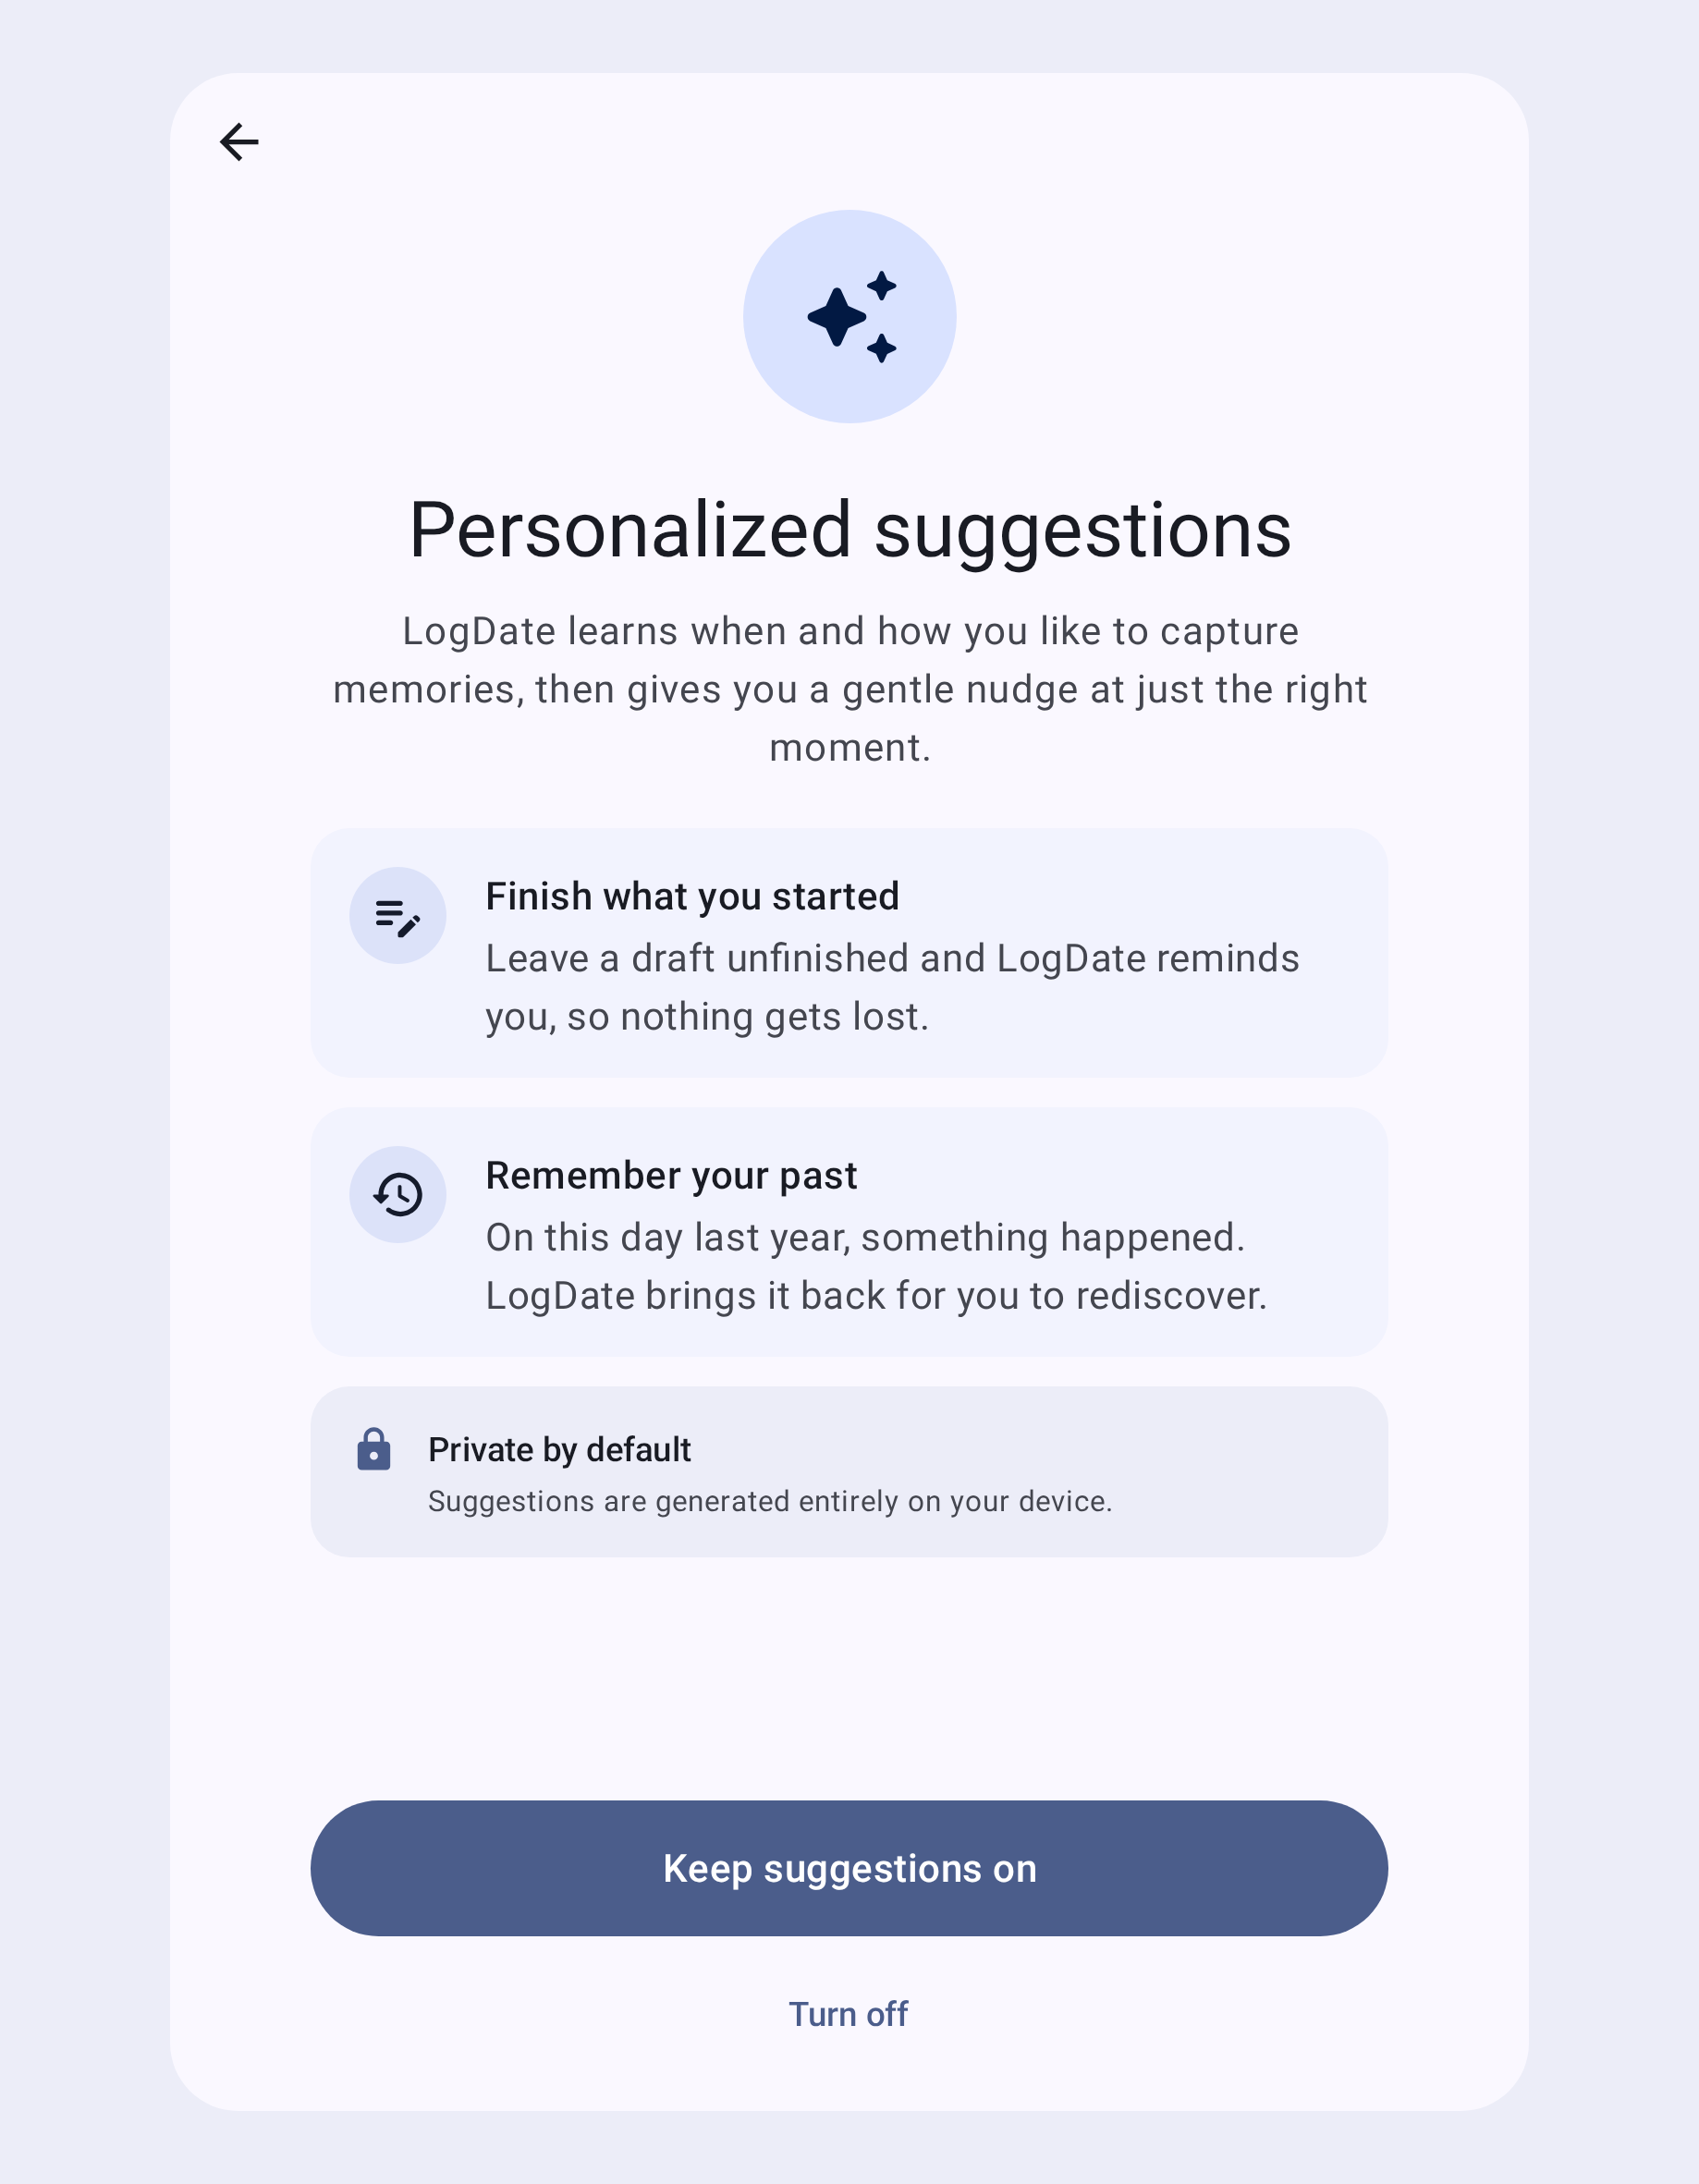 Personalized suggestions
LogDate learns when and how you like to capture
memories, then gives you a gentle nudge at just the right
moment.
Finish what you started
Leave a draft unfinished and LogDate reminds
you, so nothing gets lost.
Remember your past
On this day last year, something happened.
LogDate brings it back for you to rediscover.
Private by default
Suggestions are generated entirely on your device.
Keep suggestions on
Turn off